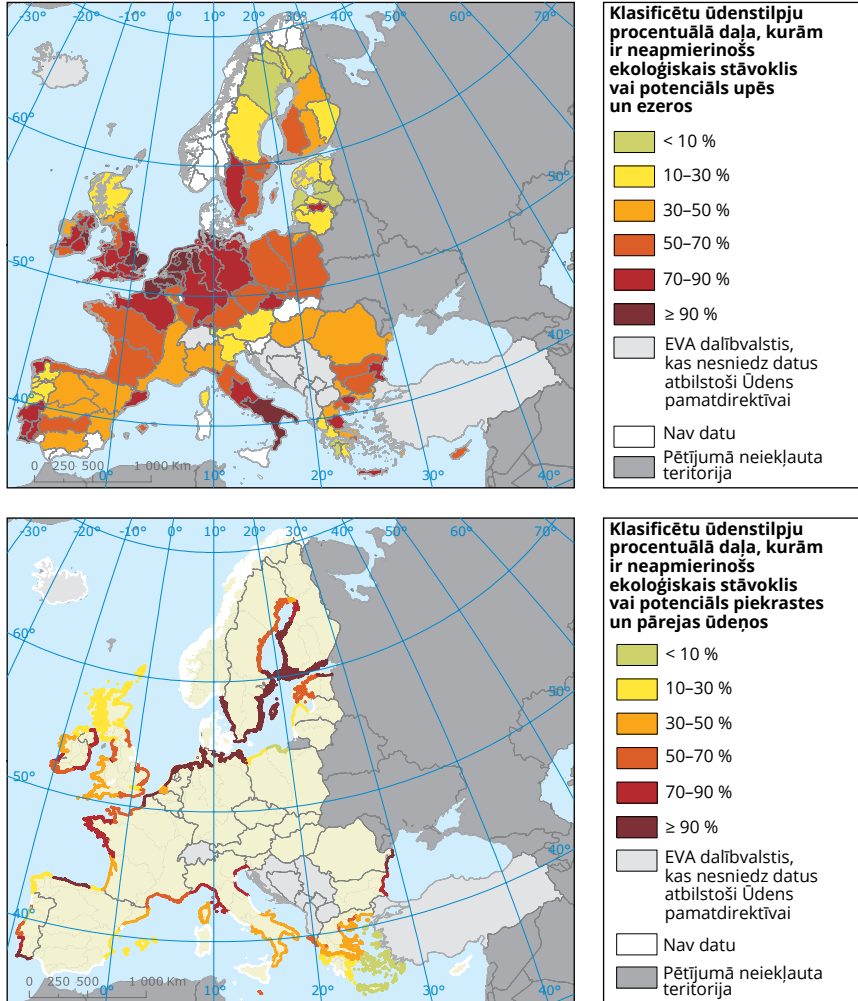 -30°
-20°
-10°
0°
10°
20°
30°
40°
50°
60°
70°
60°
50°
50°
40°
40°
0 250 500 1 000 Km
0°
10°
20°
30°
40°
Klasificētu ūdenstilpju
procentuālā daļa, kurām
ir neapmierinošs
ekoloģiskais stāvoklis
vai potenciāls upēs
un ezeros
< 10 %
10–30 %
30–50 %
50–70 %
70–90 %
≥ 90 %
EVA dalībvalstis,
kas nesniedz datus
atbilstoši Ūdens
pamatdirektīvai
Nav datu
Pētījumā neiekļauta
teritorija
-30°
-20°
-10°
0°
10°
20°
30°
40°
50°
60°
70°
60°
50°
50°
40°
40°
0 250 500 1 000 Km
0°
10°
20°
30°
40°
Klasificētu ūdenstilpju
procentuālā daļa, kurām
ir neapmierinošs
ekoloģiskais stāvoklis
vai potenciāls piekrastes
un pārejas ūdeņos
< 10 %
10–30 %
30–50 %
50–70 %
70–90 %
≥ 90 %
EVA dalībvalstis,
kas nesniedz datus
atbilstoši Ūdens
pamatdirektīvai
Nav datu
Pētījumā neiekļauta
teritorija